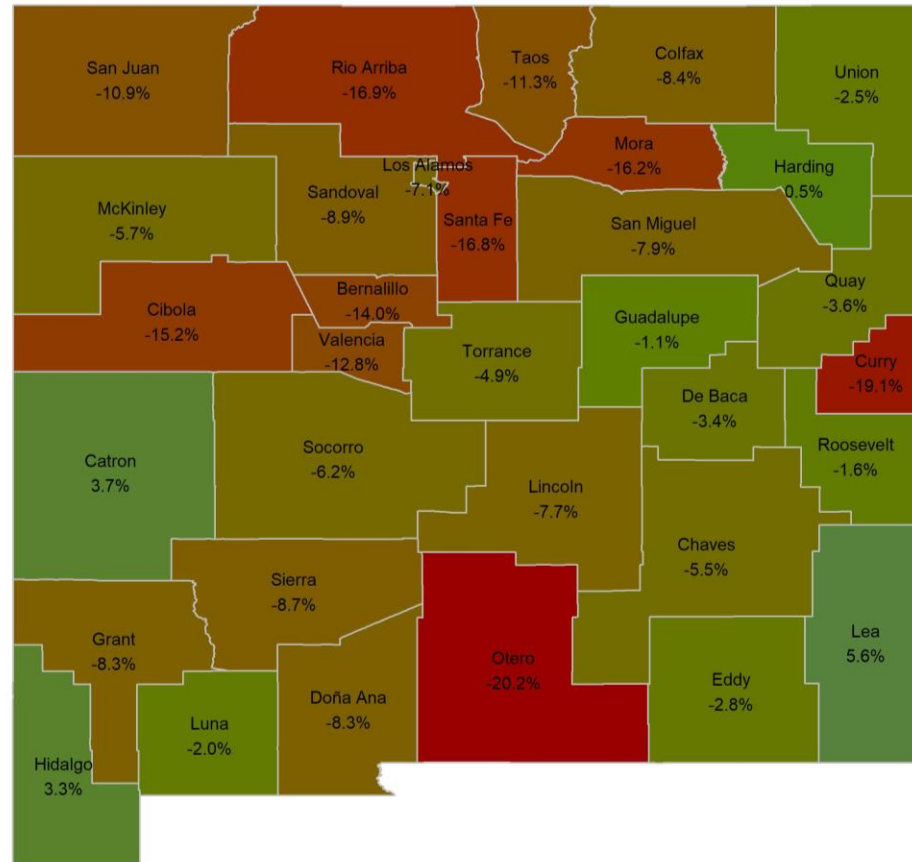 San Juan
-10.9%
Rio Arriba
-16.9%
Taos
-11.3%
Colfax
-8.4%
Union
-2.5%
Los Alamos
-7.1%
Mora
-16.2%
Harding
-0.5%
McKinley
-5.7%
Sandoval
-8.9%
Santa Fe
-16.8%
San Miguel
-7.9%
Quay
-3.6%
Cibola
-15.2%
Bernalillo
-14.0%
Valencia
-12.8%
Torrance
-4.9%
Guadalupe
-1.1%
Curry
-19.1%
De Baca
-3.4%
Roosevelt
-1.6%
Catron
3.7%
Socorro
-6.2%
Lincoln
-7.7%
Chaves
-5.5%
Sierra
-8.7%
Grant
-8.3%
Otero
-20.2%
Lea
5.6%
Doña Ana
-8.3%
Eddy
-2.8%
Luna
-2.0%
Hidalgo
3.3%